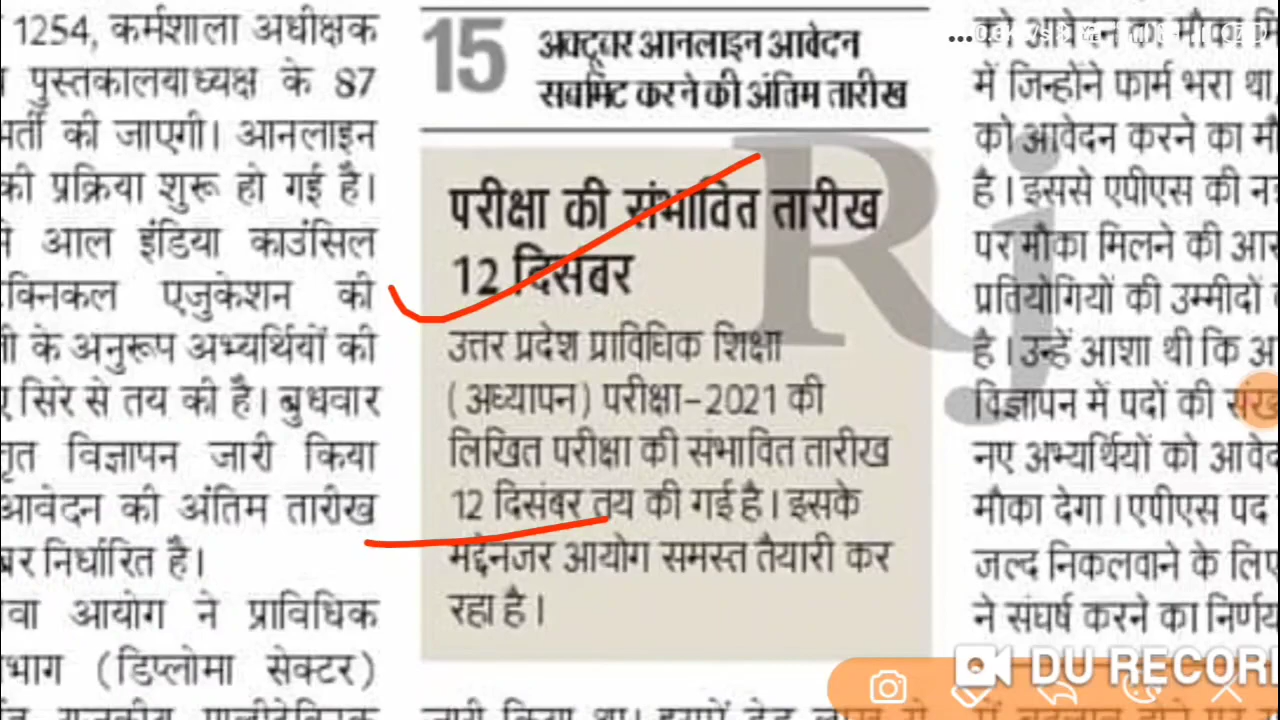 1254, कर्मशाला अधीक्षक
पुस्तकालयाध्यक्ष के 87
की जाएगी। आनलाइन
की प्रक्रिया शुरू हो गई है।
आल इंडिया काउंसिल
एजुकेशन की
के अनुरूप अभ्यर्थियों की
सिरे से तय की है। बुधवार
विज्ञापन जारी किया
आवेदन की अंतिम तारीख
निर्धारित है।
आयोग ने प्राविधिक
(डिप्लोमा सेक्टर)
15
अक्टूबर आनलाइन आवेदन
सबमिट करने की अंतिम तारीख
परीक्षा की संभावित तारीख
12 दिसंबर
उत्तर प्रदेश प्राविधिक शिक्षा
(अध्यापन) परीक्षा-2021 की
लिखित परीक्षा की संभावित तारीख
12 दिसंबर तय की गई है। इसके
मद्देनजर आयोग समस्त तैयारी कर
रहा है।
को आवेदन का मौका
में जिन्होंने फार्म भरा था,
को आवेदन करने का
है। इससे एपीएस की
पर मौका मिलने की
प्रतियोगियों की उम्मीदों
है। उन्हें आशा थी कि
विज्ञापन में पदों की
नए अभ्यर्थियों को
मौका देगा। एपीएस पद
जल्द निकलवाने के लिए
ने संघर्ष करने का निर्णय
Rj
DU RECOR